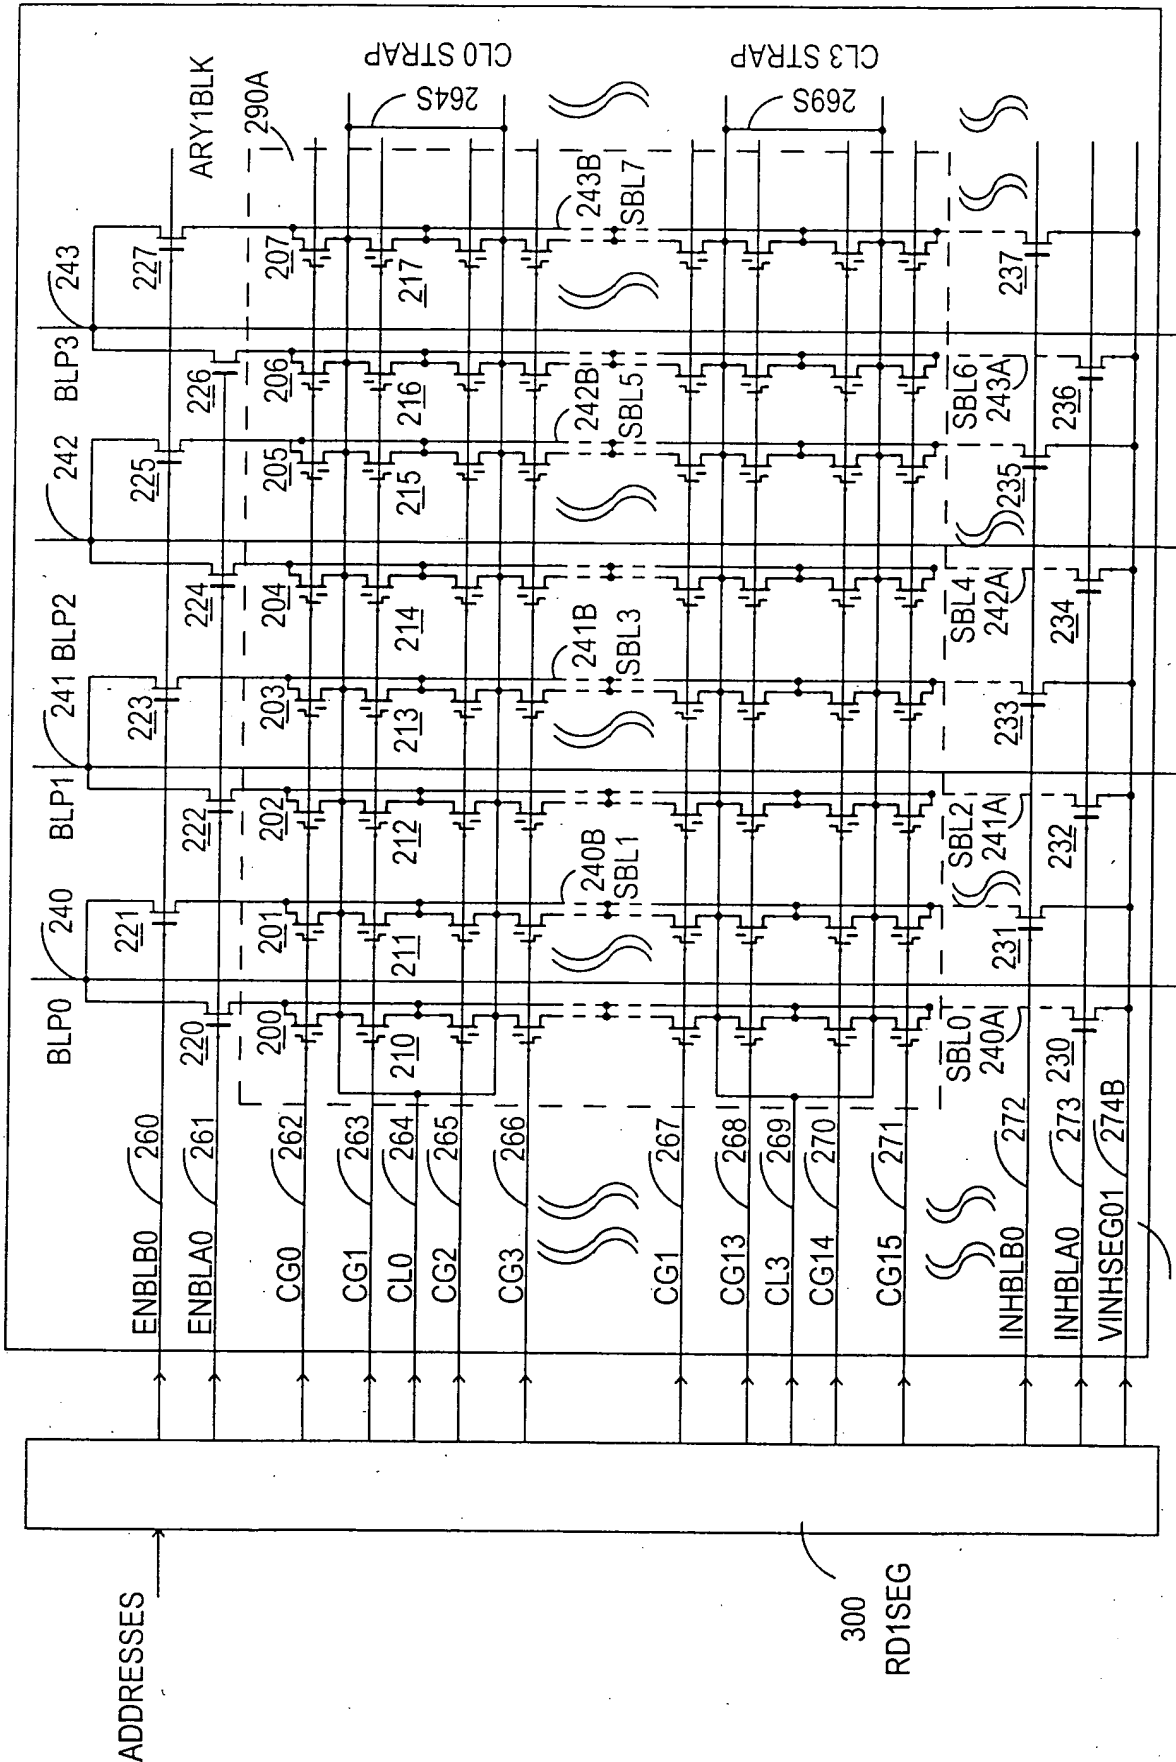 ADDRESSES
300
RD1SEG
ENBLB0
260
ENBLA0
261
CG0
262
CG1
263
CL0
264
CG2
265
CG3
266
CG1
267
CG13
268
CL3
269
CG14
270
CG15
271
INHBLB0
272
INHBLA0
273
VINHSEG01
274B
BLP0
240
BLP1
241
BLP2
242
BLP3
243
220
221
222
223
224
225
226
227
ARY1BLK
290A
200
201
202
203
204
205
206
207
210
211
212
213
214
215
216
217
CL0 STRAP
264S
240B
SBL1
241B
SBL3
242B
SBL5
243B
SBL7
CL3 STRAP
269S
SBL0
240A
SBL2
241A
SBL4
242A
SBL6
243A
230
231
232
233
234
235
236
237